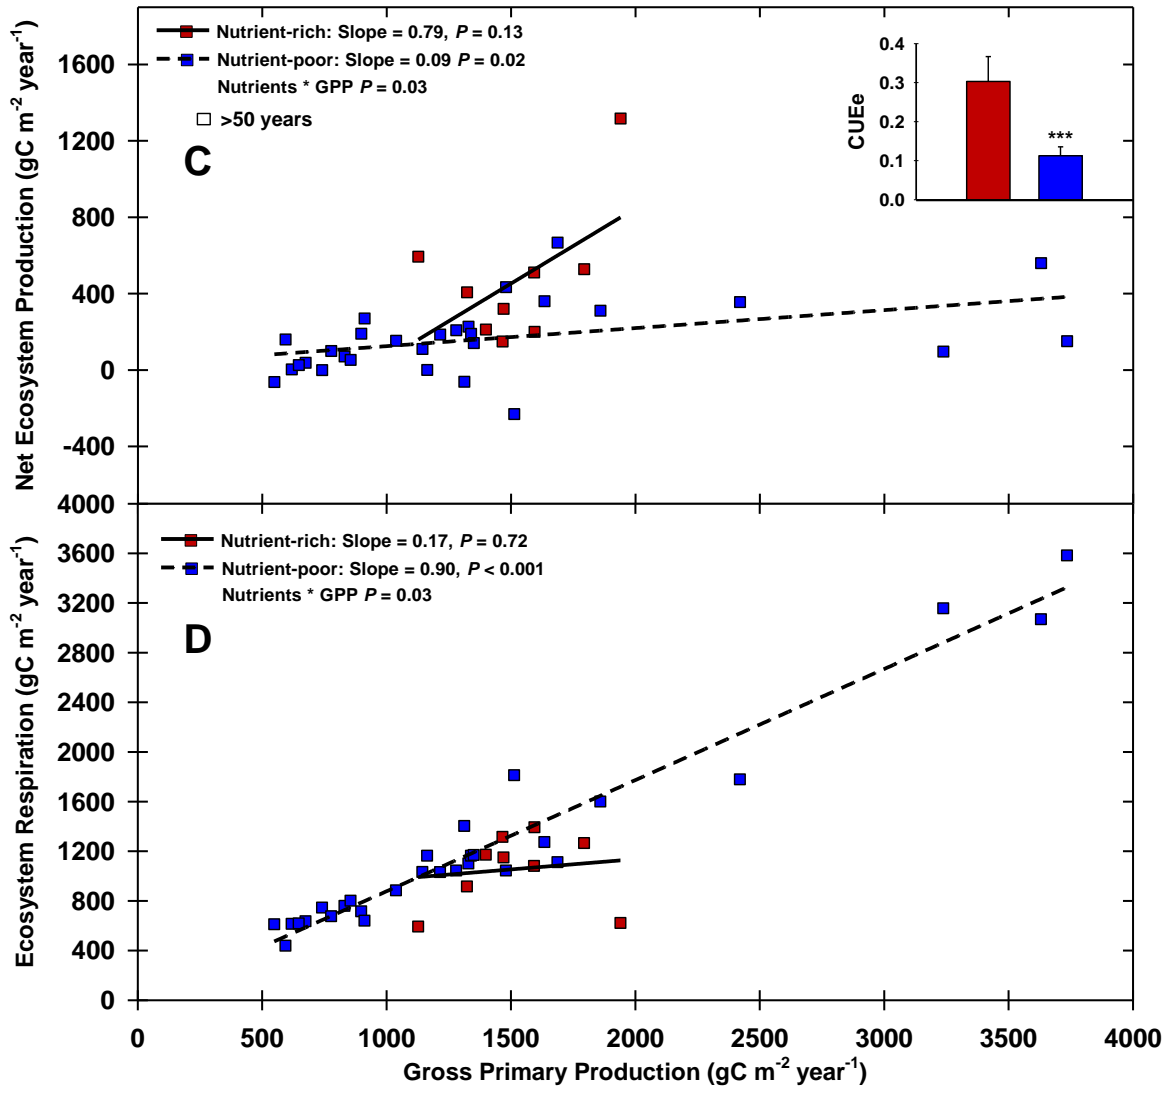 Nutrient-rich: Slope = 0.79, P = 0.13
Nutrient-poor: Slope = 0.09 P = 0.02
Nutrients * GPP P = 0.03
>50 years
C
Net Ecosystem Production (gC m-2 year-1)
1600
1200
800
400
0
-400
CUEe
0.4
0.3
0.2
0.1
0.0
***
4000
Nutrient-rich: Slope = 0.17, P = 0.72
Nutrient-poor: Slope = 0.90, P < 0.001
Nutrients * GPP P = 0.03
D
Ecosystem Respiration (gC m-2 year-1)
3600
3200
2800
2400
2000
1600
1200
800
400
0
0 500 1000 1500 2000 2500 3000 3500 4000
Gross Primary Production (gC m-2 year-1)